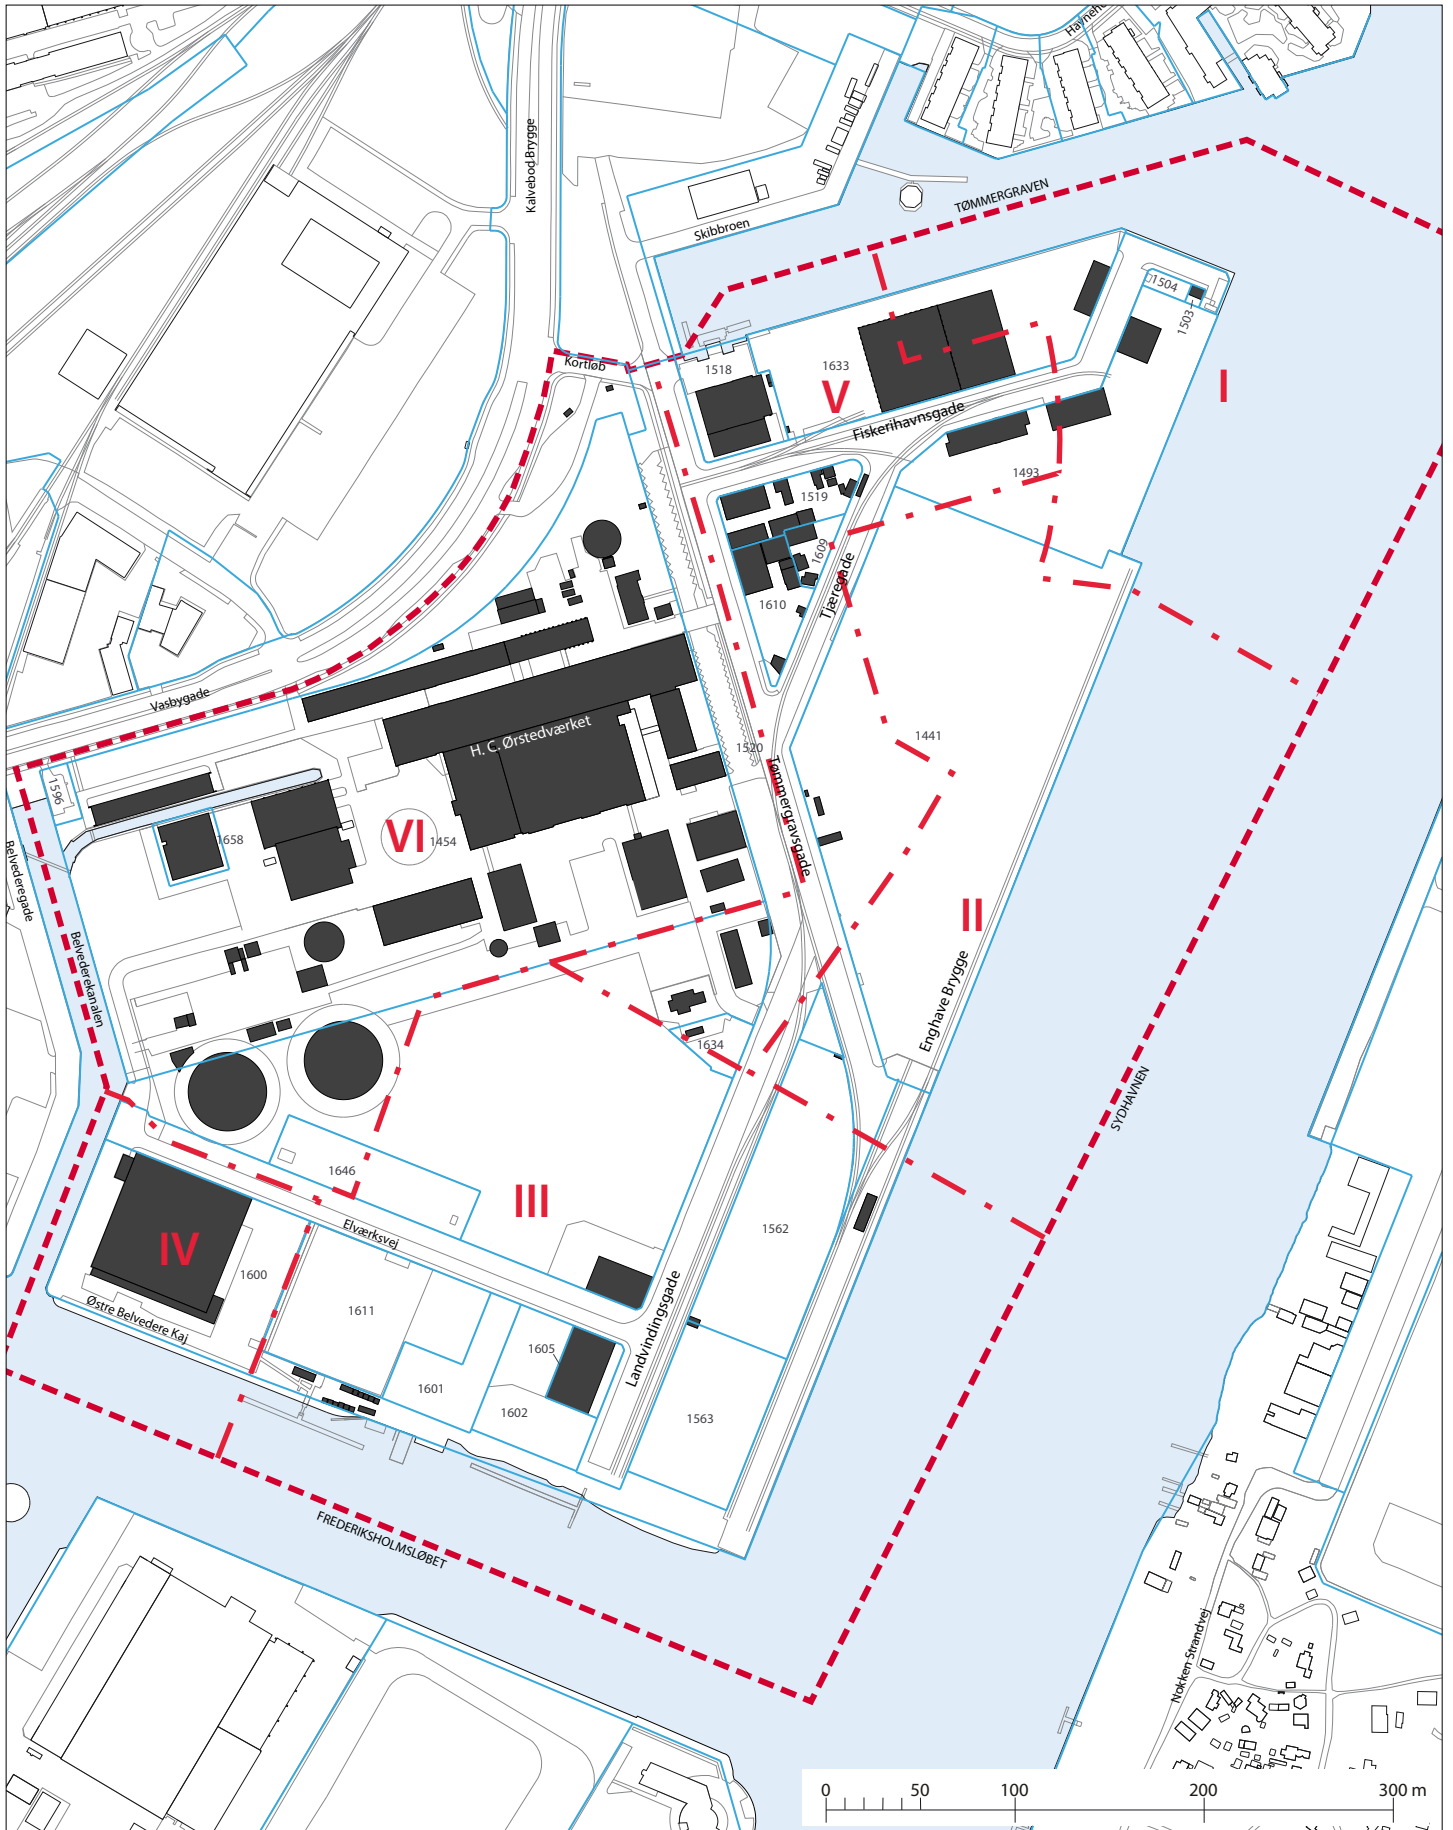 Havneh
Kalvebod Brygge
TØMMERGRAVEN
Skibbroen
1504
1503
Kortløb
1518
1633
V
I
Fiskerihavnsgade
1493
1519
1609
1610
Tjæregade
Vasbygade
H. C. Ørstedværket
1520
1441
Tømmergravsgade
1596
1658
VI
1454
Belvederegade
II
Belvederekanalen
Enghave Brygge
1634
SYDHAVNEN
1646
III
Elværksvej
1562
IV
1600
Østre Belvedere Kaj
1611
Landvindingsgade
1605
1601
1602
1563
FREDERIKSHOLMSLØBET
Nokken Strandvej
0 50 100 200 300 m